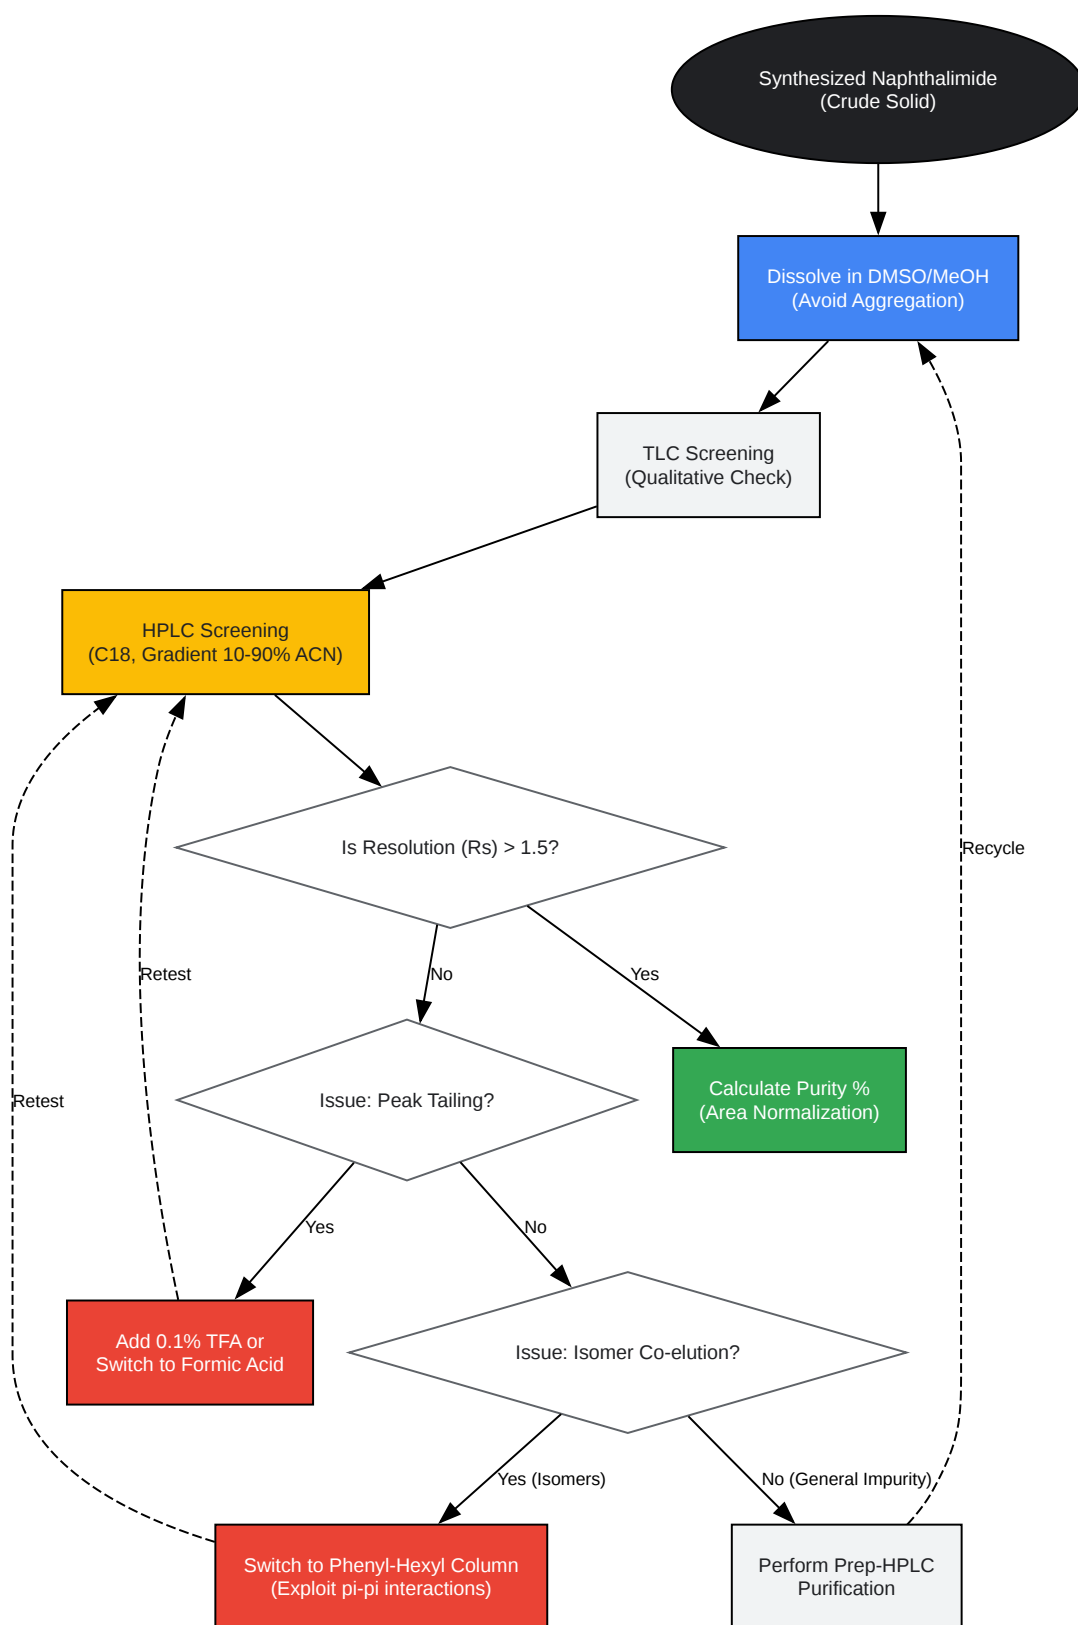 Synthesized Naphthalimide
(Crude Solid)
Dissolve in DMSO/MeOH
(Avoid Aggregation)
TLC Screening
(Qualitative Check)
HPLC Screening
(C18, Gradient 10-90% ACN)
Is Resolution (Rs) > 1.5?
Recycle
Retest
No
Yes
Retest
Issue: Peak Tailing?
Calculate Purity %
(Area Normalization)
Yes
No
Add 0.1% TFA or
Switch to Formic Acid
Issue: Isomer Co-elution?
Yes (Isomers)
No (General Impurity)
Switch to Phenyl-Hexyl Column
(Exploit pi-pi interactions)
Perform Prep-HPLC
Purification